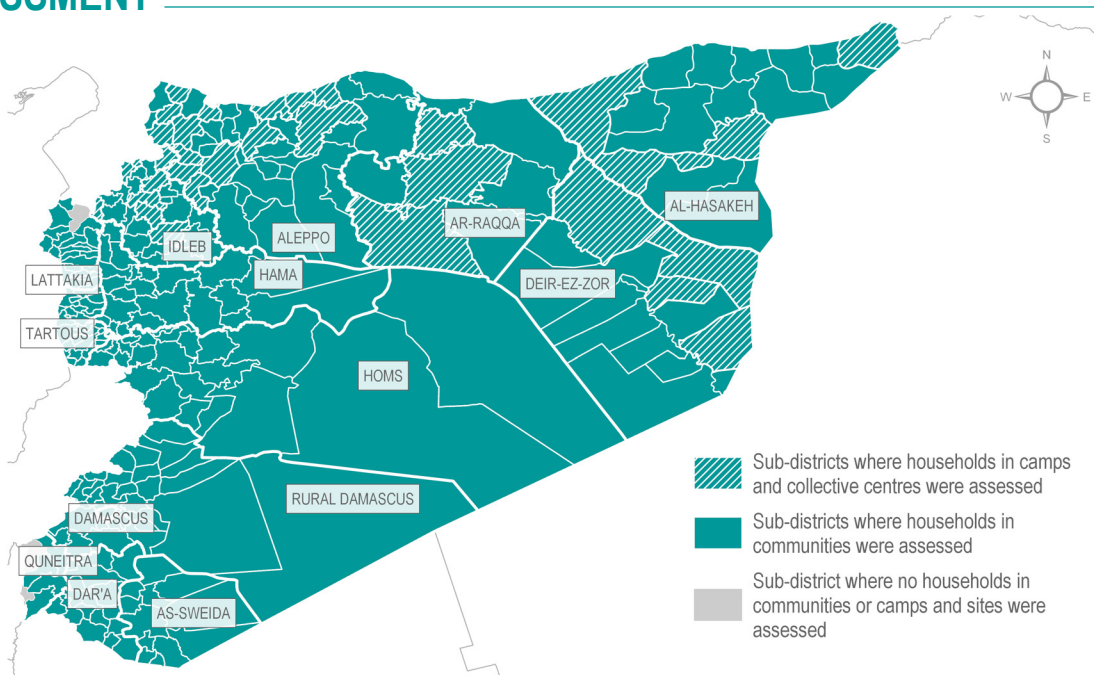 N
W
E
S
AL-HASAKEH
AR-RAQQA
ALEPPO
IDLEB
HAMA
LATTAKIA
DEIR-EZ-ZOR
TARTOUS
HOMS
RURAL DAMASCUS
DAMASCUS
QUNEITRA
DAR'A
AS-SWEIDA
Sub-districts where households in camps
and collective centres were assessed
Sub-districts where households in
communities were assessed
Sub-district where no households in
communities or camps and sites were
assessed